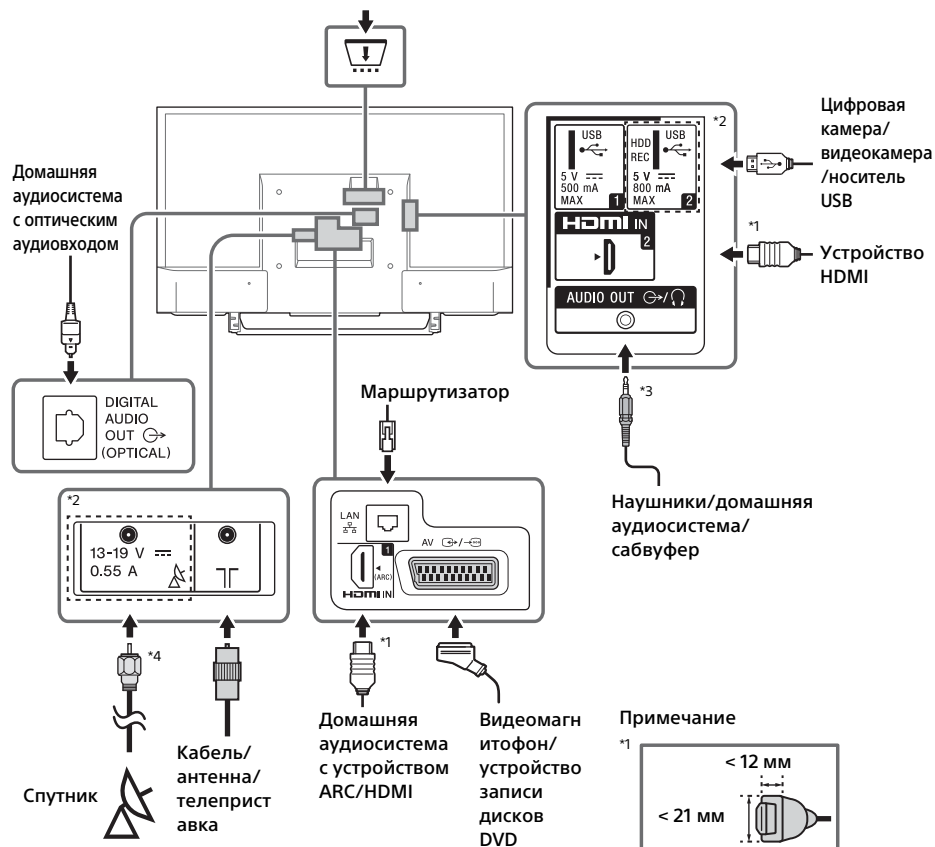 Домашняя
аудиосистема
с оптическим
аудиовходом
DIGITAL
AUDIO
OUT
(OPTICAL)
*2
USB
5 V
500 mA
MAX
1
HDD
REC
USB
5 V
800 mA
MAX
2
HDMI IN
2
AUDIO OUT
Цифровая
камера/
видеокамера
/носитель
USB
*1
Устройство
HDMI
*3
Наушники/домашняя
аудиосистема/
сабвуфер
Маршрутизатор
LAN
1
(ARC)
HDMI IN
AV
*2
13-19 V
0.55 A
*4
Спутник
Кабель/
антенна/
телеприст
авка
*1
Домашняя
аудиосистема
с устройством
ARC/HDMI
Видеомагн
итофон/
устройство
записи
дисков
DVD
Примечание
*1
< 12 мм
< 21 мм